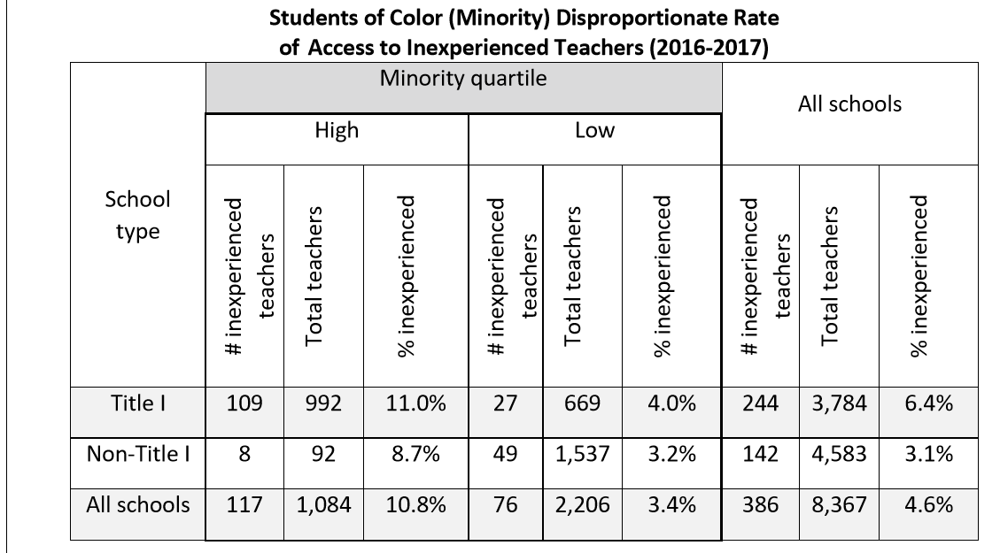 Students of Color (Minority) Disproportionate Rate
of Access to Inexperienced Teachers (2016-2017)
School type
Minority quartile
All schools
High
Low
# inexperienced teachers
Total teachers
% inexperienced
# inexperienced teachers
Total teachers
% inexperienced
# inexperienced teachers
Total teachers
% inexperienced
Title I 109 992 11.0% 27 669 4.0% 244 3,784 6.4%
Non-Title I 8 92 8.7% 49 1,537 3.2% 142 4,583 3.1%
All schools 117 1,084 10.8% 76 2,206 3.4% 386 8,367 4.6%